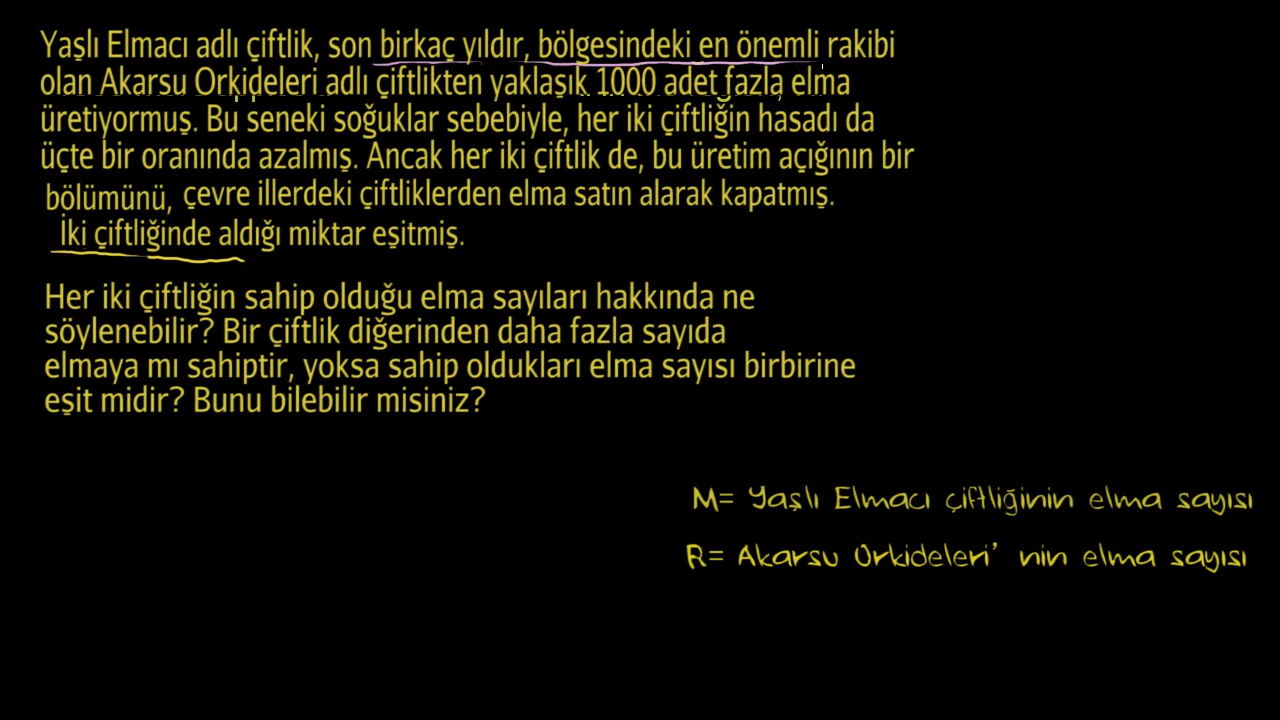 Yaşlı Elmacı adlı çiftlik, son birkaç yıldır, bölgesindeki en önemli rakibi
olan Akarsu Orkideleri adlı çiftlikten yaklaşık 1000 adet fazla elma
üretiyormuş. Bu seneki soğuklar sebebiyle, her iki çiftliğin hasadı da
üçte bir oranında azalmış. Ancak her iki çiftlik de, bu üretim açığının bir
bölümünü, çevre illerdeki çiftliklerden elma satın alarak kapatmış.
İki çiftliğinde aldığı miktar eşitmiş.
Her iki çiftliğin sahip olduğu elma sayıları hakkında ne
söylenebilir? Bir çiftlik diğerinden daha fazla sayıda
elmaya mı sahiptir, yoksa sahip oldukları elma sayısı birbirine
eşit midir? Bunu bilebilir misiniz?
M= Yaşlı Elmacı çiftliğinin elma sayısı
R= Akarsu Orkideleri' nin elma sayısı